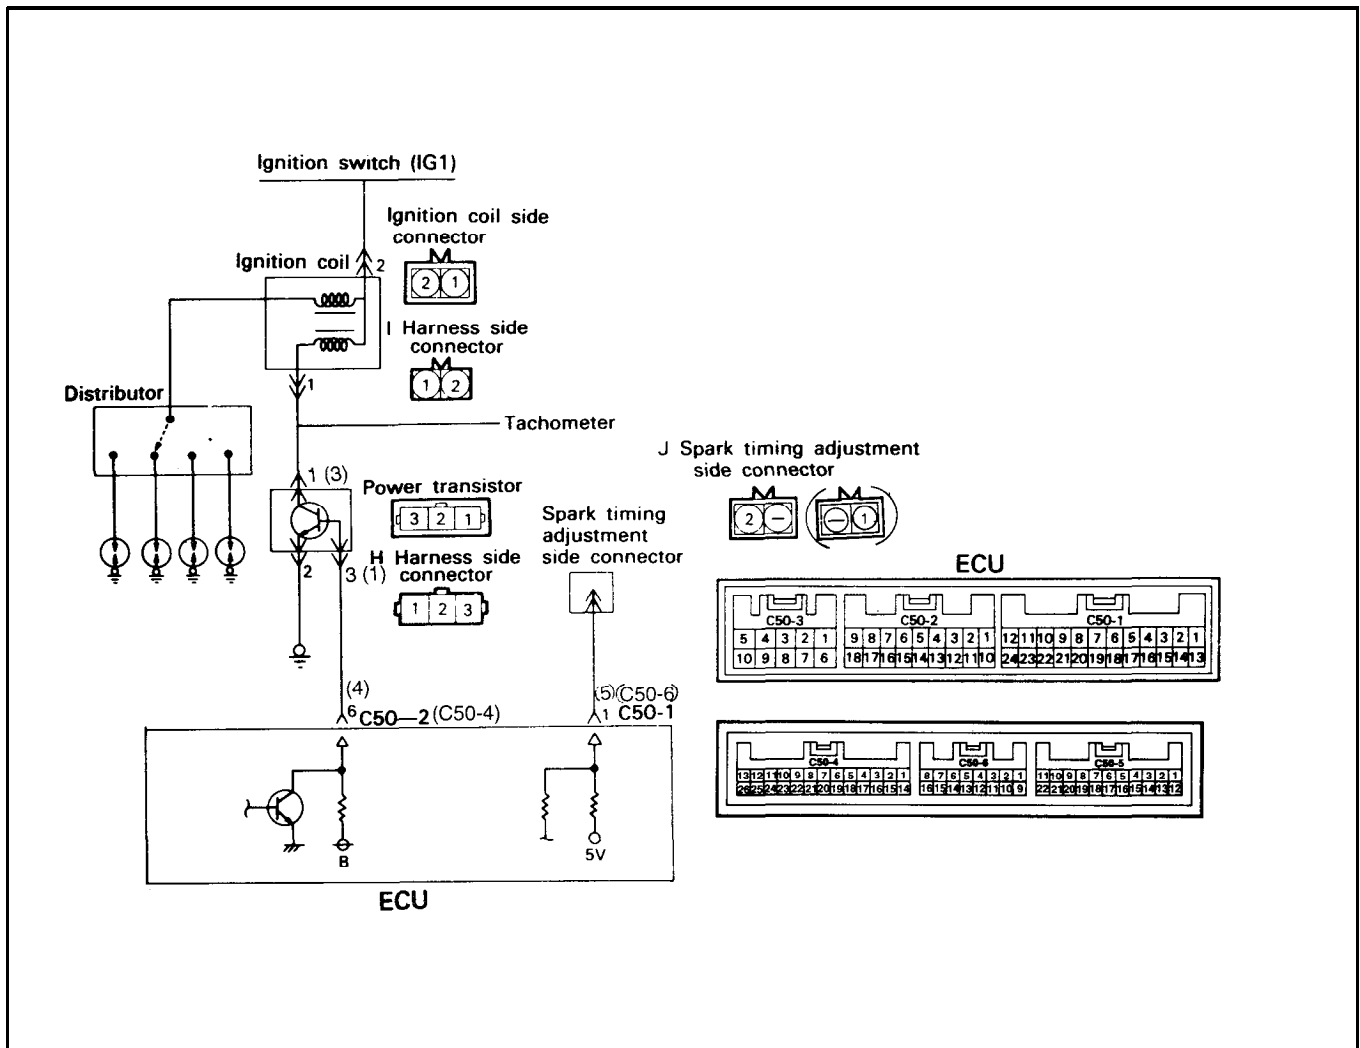 Ignition switch (IG1)
Ignition coil side
connector
Ignition coil
2
2 1
I Harness side
connector
1
1 2
Distributor
Tachometer
J Spark timing adjustment
side connector
1 (3)
Power transistor
3 2 1
Spark timing
adjustment
side connector
2 –
– 1
H Harness side
connector
2
3 (1)
1 2 3
ECU
C50-3 C50-2 C50-1
5 4 3 2 1 9 8 7 6 5 4 3 2 1 12 11 10 9 8 7 6 5 4 3 2 1
10 9 8 7 6 18 17 16 15 14 13 12 11 10 24 23 22 21 20 19 18 17 16 15 14 13
(4)
6 C50—2 (C50-4)
(5) (C50-6)
1 C50-1
C50-4 C50-6 C50-5
13 12 11 10 9 8 7 6 5 4 3 2 1 8 7 6 5 4 3 2 1 11 10 9 8 7 6 5 4 3 2 1
26 25 24 23 22 21 20 19 18 17 16 15 14 16 15 14 13 12 11 10 9 22 21 20 19 18 17 16 15 14 13 12
B
5V
ECU